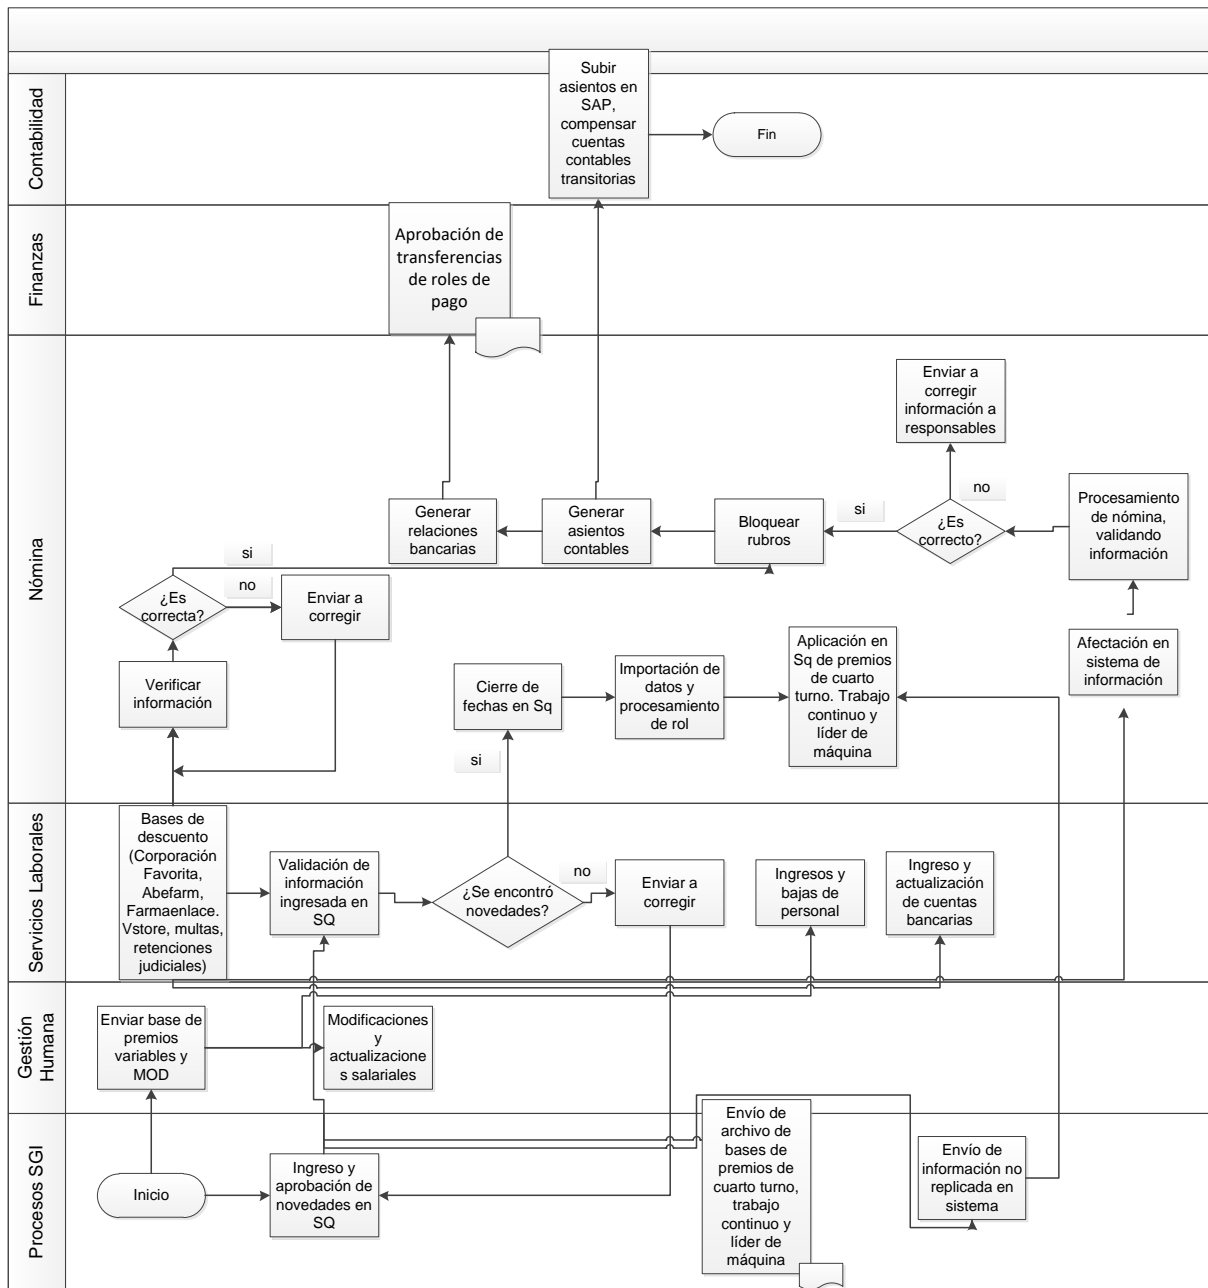 Contabilidad
Subir
asientos en
SAP,
compensar
cuentas
contables
transitorias
Fin
Finanzas
Aprobación de
transferencias
de roles de
pago
Nómina
Enviar a
corregir
información a
responsables
no
si
Generar
relaciones
bancarias
Generar
asientos
contables
Bloquear
rubros
¿Es
correcto?
Procesamiento
de nómina,
validando
información
si
no
¿Es
correcta?
Enviar a
corregir
Verificar
información
Cierre de
fechas en Sq
Importación de
datos y
procesamiento
de rol
Aplicación en
Sq de premios
de cuarto
turno. Trabajo
continuo y
líder de
máquina
Afectación en
sistema de
información
si
Servicios Laborales
Bases de
descuento
(Corporación
Favorita,
Abefarm,
Farmaenlace.
Vstore, multas,
retenciones
judiciales)
Validación de
información
ingresada en
SQ
¿Se encontró
novedades?
no
Enviar a
corregir
Ingresos y
bajas de
personal
Ingreso y
actualización
de cuentas
bancarias
Gestión
Humana
Enviar base de
premios
variables y
MOD
Modificaciones
y
actualizacione
s salariales
Procesos SGI
Inicio
Ingreso y
aprobación de
novedades en
SQ
Envío de
archivo de
bases de
premios de
cuarto turno,
trabajo
continuo y
líder de
máquina
Envío de
información no
replicada en
sistema